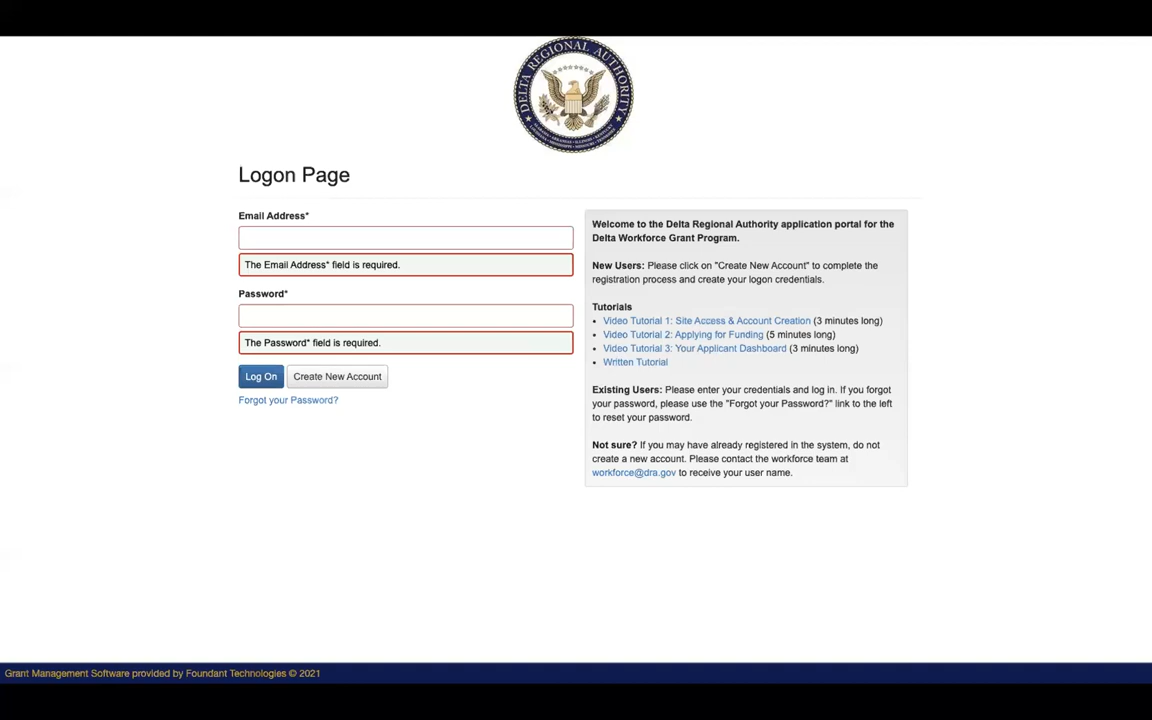 DELTA REGIONAL AUTHORITY
Logon Page
Email Address*
The Email Address* field is required.
Password*
The Password* field is required.
Log On
Create New Account
Forgot your Password?
Welcome to the Delta Regional Authority application portal for the
Delta Workforce Grant Program.
New Users: Please click on "Create New Account" to complete the
registration process and create your logon credentials.
Tutorials
• Video Tutorial 1: Site Access & Account Creation (3 minutes long)
• Video Tutorial 2: Applying for Funding (5 minutes long)
• Video Tutorial 3: Your Applicant Dashboard (3 minutes long)
• Written Tutorial
Existing Users: Please enter your credentials and log in. If you forgot
your password, please use the "Forgot your Password?" link to the left
to reset your password.
Not sure? If you may have already registered in the system, do not
create a new account. Please contact the workforce team at
workforce@dra.gov to receive your user name.
Grant Management Software provided by Foundant Technologies © 2021